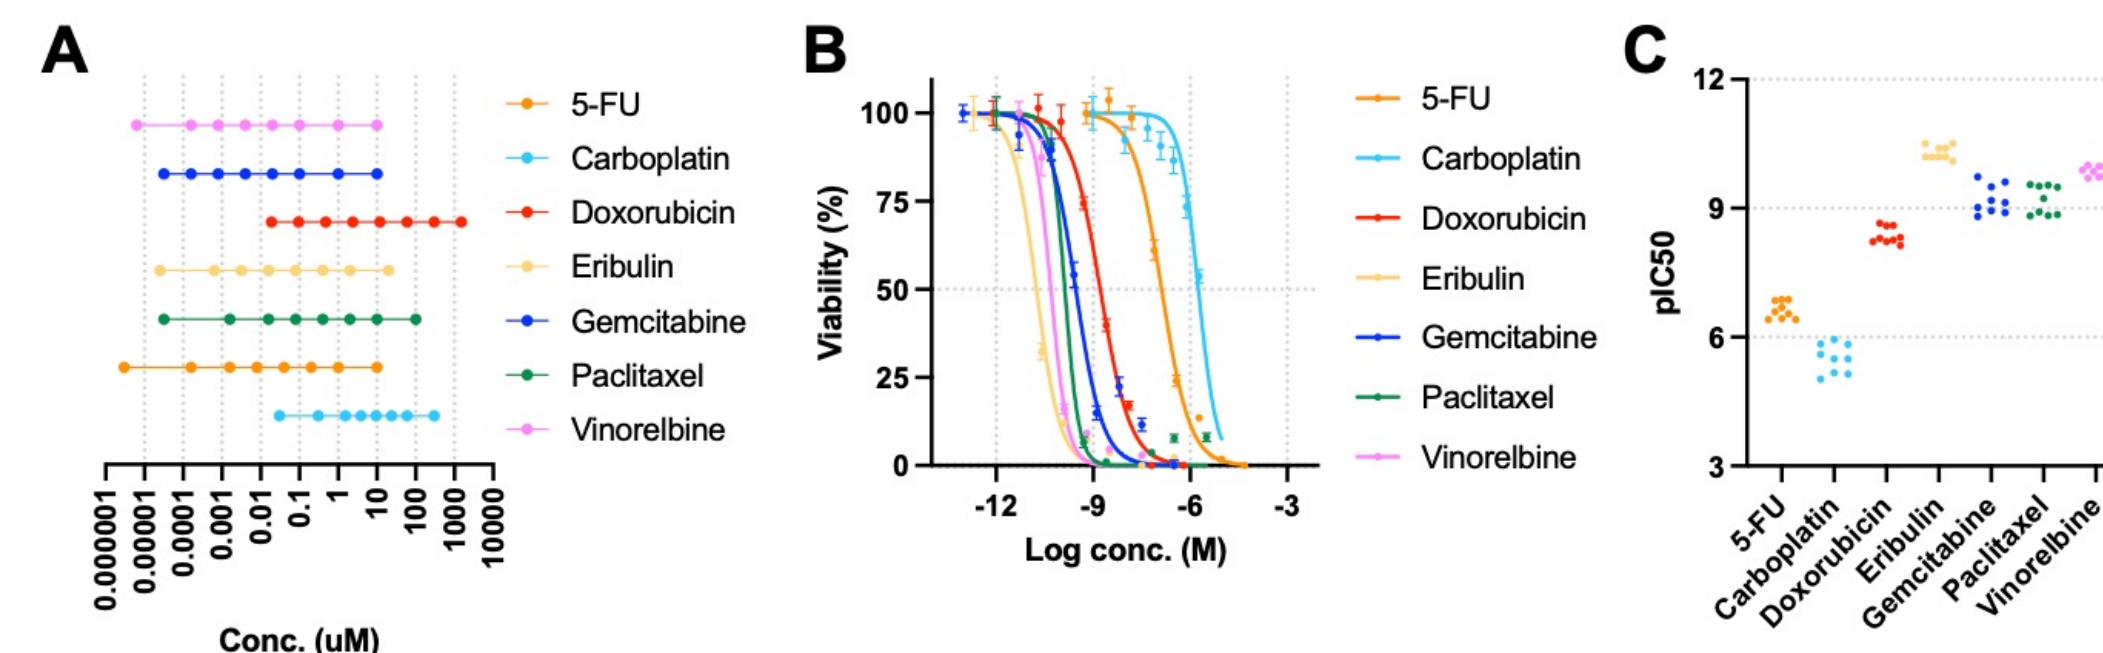 A
5-FU
Carboplatin
Doxorubicin
Eribulin
Gemcitabine
Paclitaxel
Vinorelbine
0.000001
0.00001
0.0001
0.001
0.01
0.1
1
10
100
1000
10000
Conc. (uM)
B
Viability (%)
100
75
50
25
0
-12
-9
-6
-3
Log conc. (M)
5-FU
Carboplatin
Doxorubicin
Eribulin
Gemcitabine
Paclitaxel
Vinorelbine
C
pIC50
12
9
6
3
5-FU
Carboplatin
Doxorubicin
Eribulin
Gemcitabine
Paclitaxel
Vinorelbine